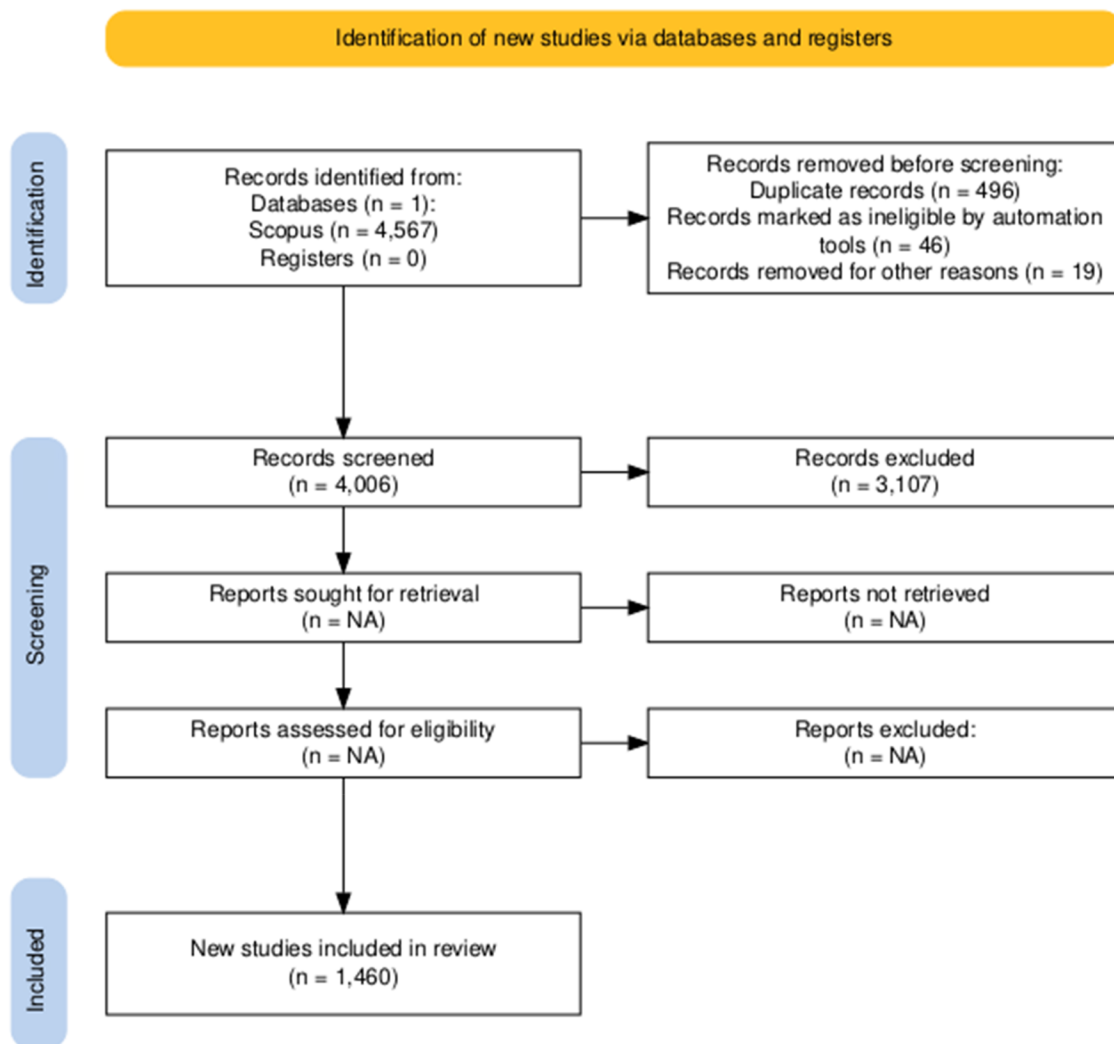 Identification of new studies via databases and registers
Identification
Records identified from:
Databases (n = 1):
Scopus (n = 4,567)
Registers (n = 0)
Records removed before screening:
Duplicate records (n = 496)
Records marked as ineligible by automation
tools (n = 46)
Records removed for other reasons (n = 19)
Screening
Records screened
(n = 4,006)
Records excluded
(n = 3,107)
Reports sought for retrieval
(n = NA)
Reports not retrieved
(n = NA)
Reports assessed for eligibility
(n = NA)
Reports excluded:
(n = NA)
Included
New studies included in review
(n = 1,460)